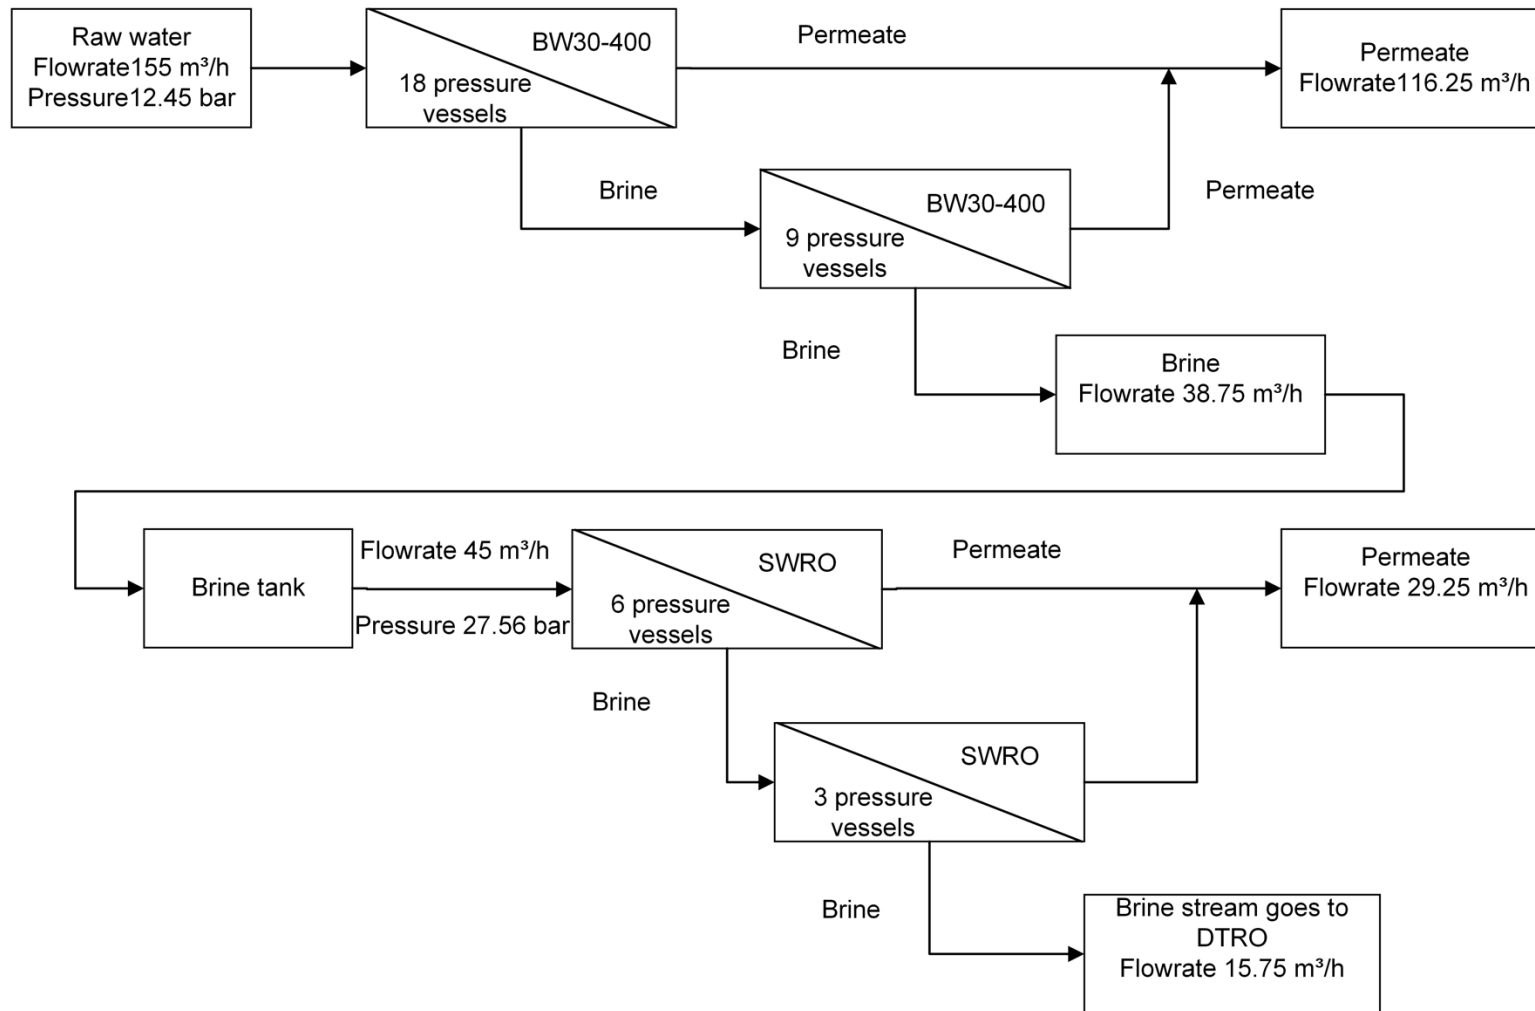 Raw water
Flowrate155 m³/h
Pressure12.45 bar
BW30-400
18 pressure
vessels
Permeate
Permeate
Flowrate116.25 m³/h
Brine
BW30-400
9 pressure
vessels
Permeate
Brine
Brine
Flowrate 38.75 m³/h
Brine tank
Flowrate 45 m³/h
Pressure 27.56 bar
SWRO
6 pressure
vessels
Permeate
Permeate
Flowrate 29.25 m³/h
Brine
SWRO
3 pressure
vessels
Brine
Brine stream goes to
DTRO
Flowrate 15.75 m³/h